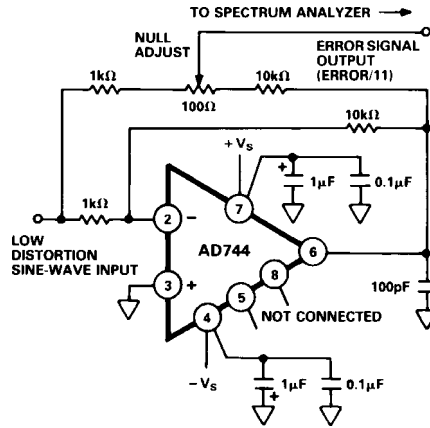 TO SPECTRUM ANALYZER
NULL
ADJUST
ERROR SIGNAL
OUTPUT
(ERROR/11)
1kΩ
100Ω
10kΩ
10kΩ
+VS
1μF
0.1μF
+
1kΩ
2
−
7
LOW
DISTORTION
SINE-WAVE INPUT
AD744
6
3
+
8
5
4
NOT CONNECTED
100pF
−VS
1μF
0.1μF
+